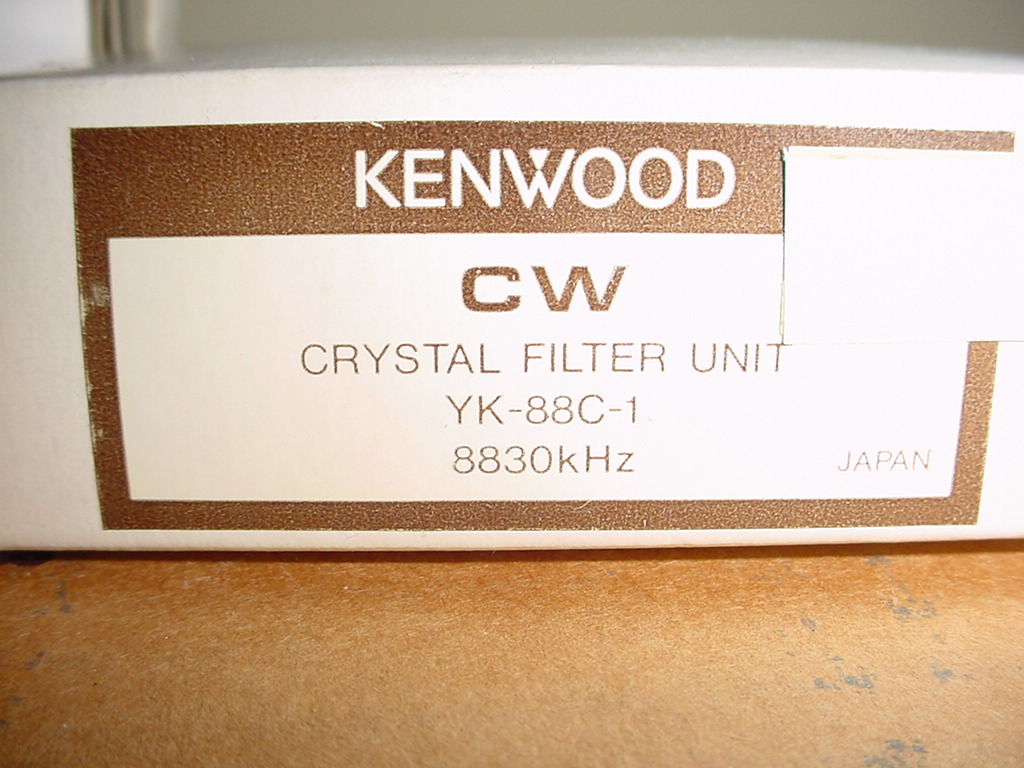 KENWOOD
CW
CRYSTAL FILTER UNIT
YK-88C-1
8830kHz
JAPAN